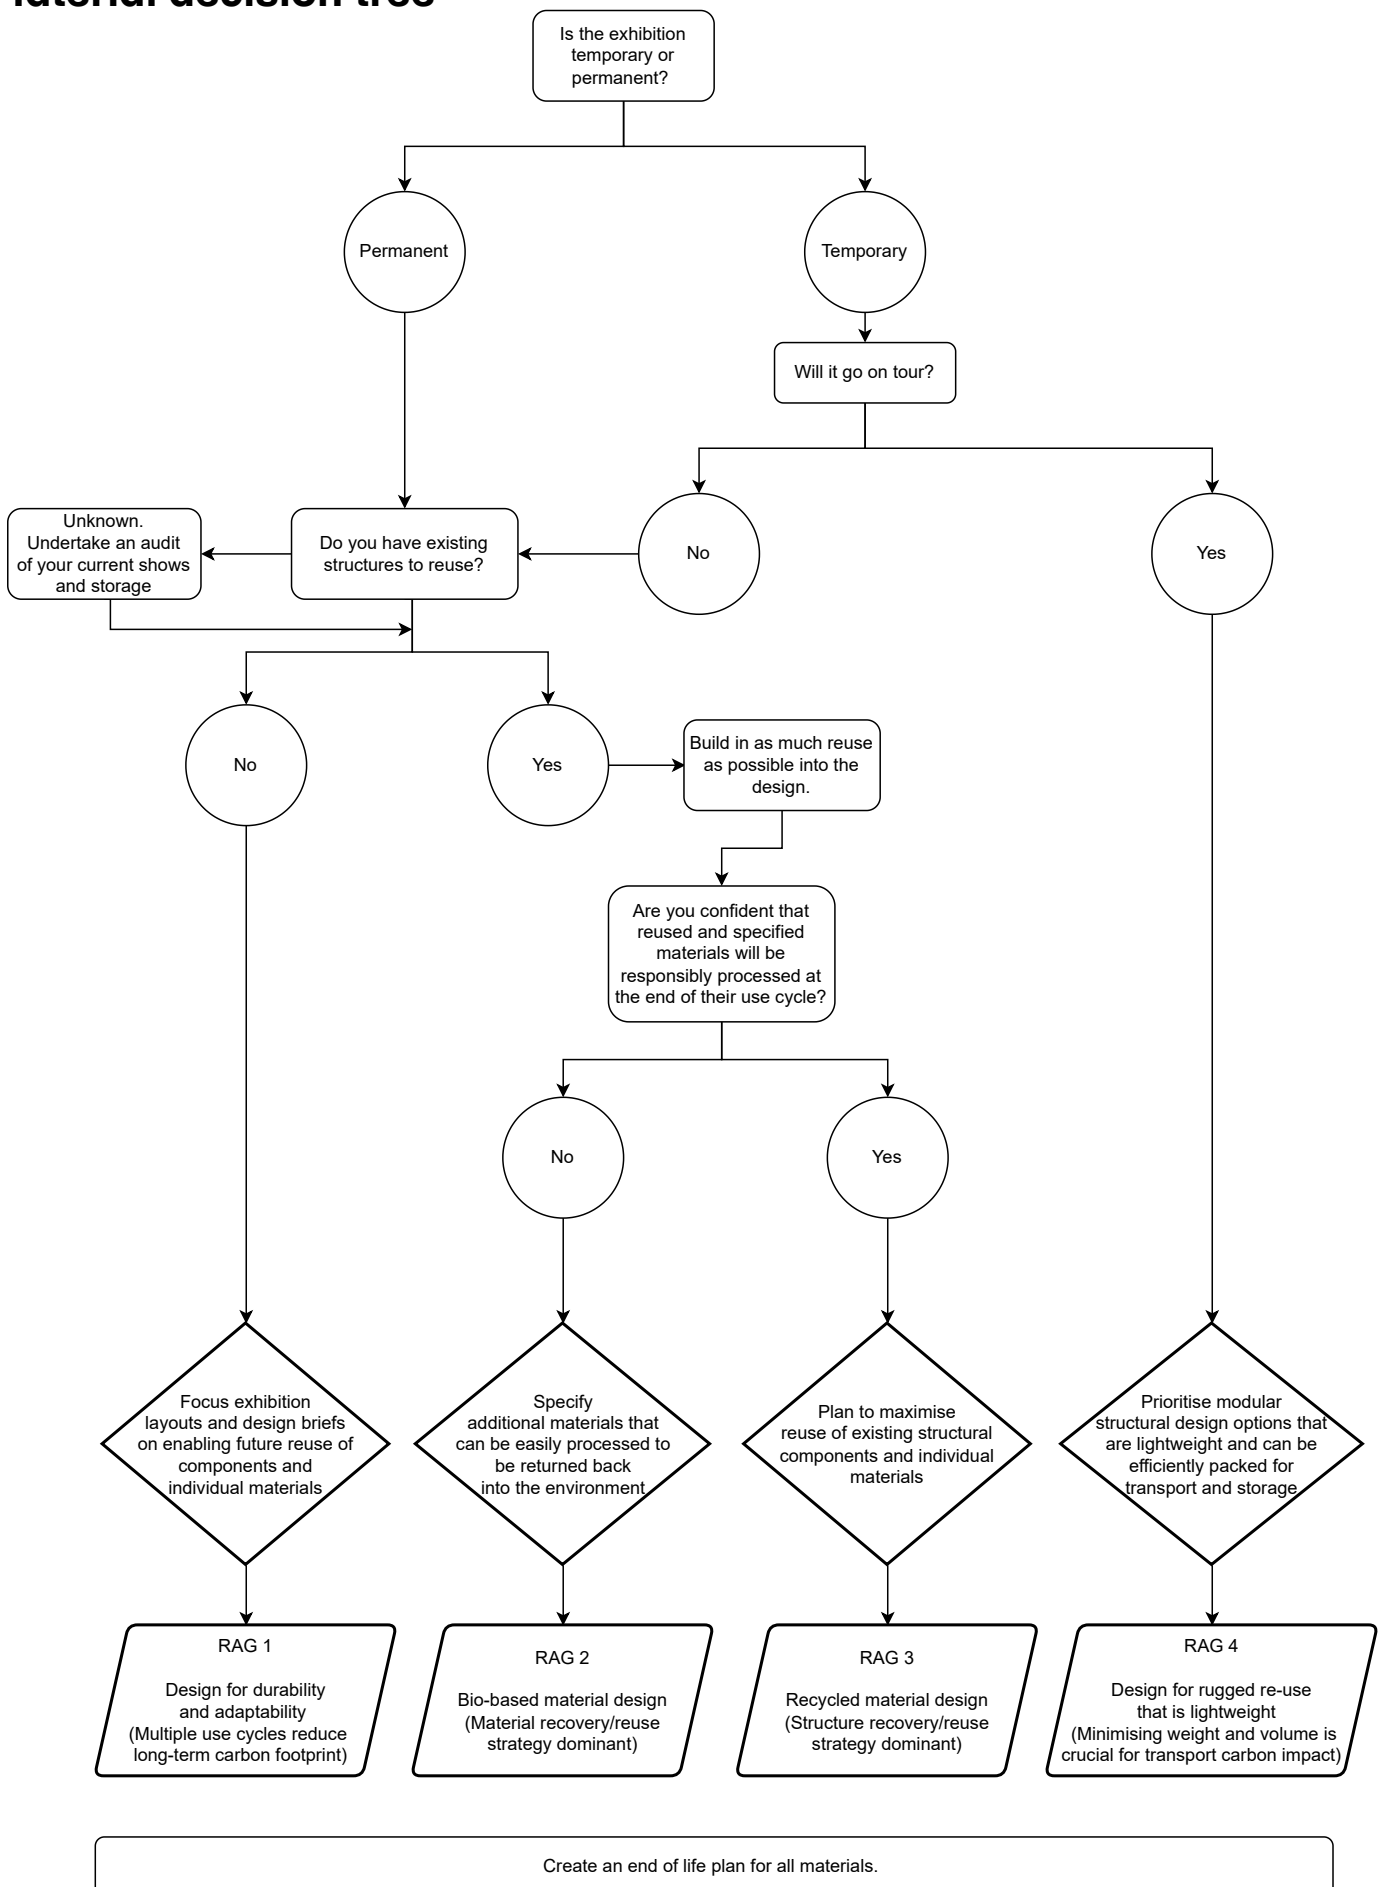 decision tree
Is the exhibition
temporary or
permanent?
Permanent
Temporary
Will it go on tour?
Unknown.
Undertake an audit
of your current shows
and storage
Do you have existing
structures to reuse?
No
Yes
No
Yes
Build in as much reuse
as possible into the
design.
Are you confident that
reused and specified
materials will be
responsibly processed at
the end of their use cycle?
No
Yes
Focus exhibition
layouts and design briefs
on enabling future reuse of
components and
individual materials
Specify
additional materials that
can be easily processed to
be returned back
into the environment
Plan to maximise
reuse of existing structural
components and individual
materials
Prioritise modular
structural design options that
are lightweight and can be
efficiently packed for
transport and storage
RAG 1
Design for durability
and adaptability
(Multiple use cycles reduce
long-term carbon footprint)
RAG 2
Bio-based material design
(Material recovery/reuse
strategy dominant)
RAG 3
Recycled material design
(Structure recovery/reuse
strategy dominant)
RAG 4
Design for rugged re-use
that is lightweight
(Minimising weight and volume is
crucial for transport carbon impact)
Create an end of life plan for all materials.